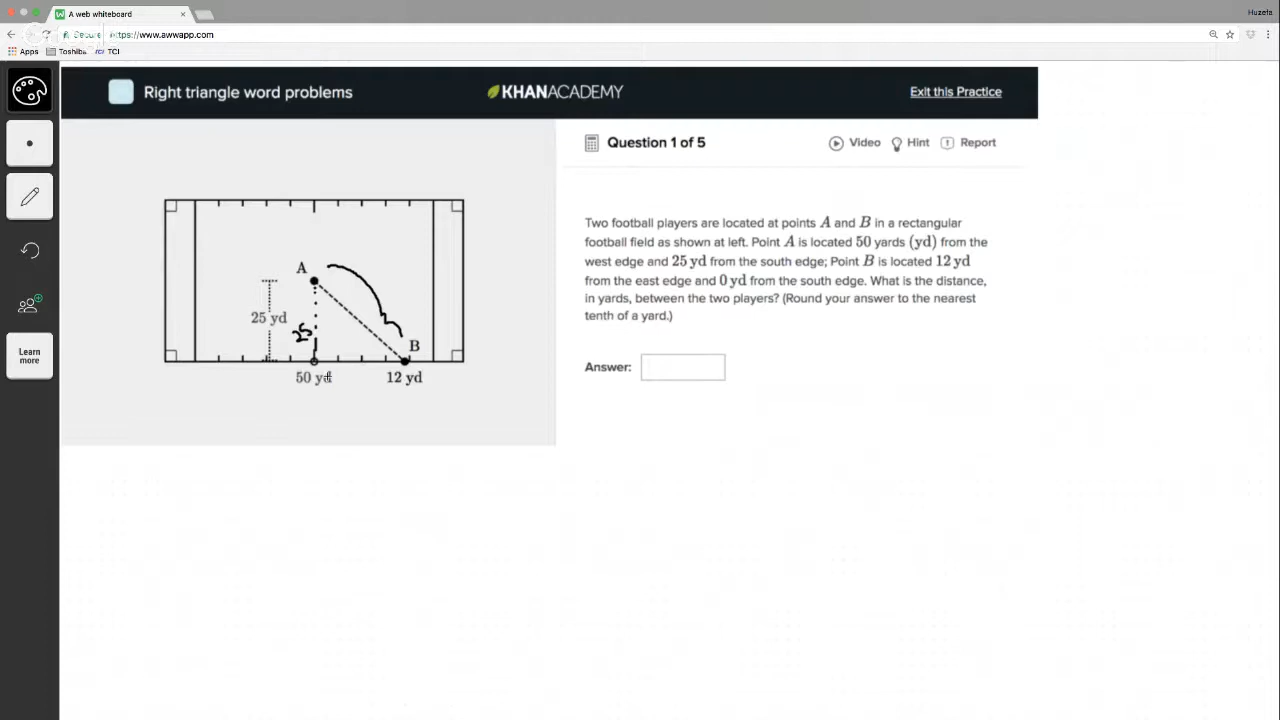 A web whiteboard
Huzefa
Secure https://www.awwapp.com
Apps Toshiba TCI
Right triangle word problems
KHANACADEMY
Exit this Practice
Question 1 of 5
Video Hint Report
Two football players are located at points A and B in a rectangular
football field as shown at left. Point A is located 50 yards (yd) from the
west edge and 25 yd from the south edge; Point B is located 12 yd
from the east edge and 0 yd from the south edge. What is the distance,
in yards, between the two players? (Round your answer to the nearest
tenth of a yard.)
Answer:
A
25 yd
25
B
50 yd
12 yd
Learn
more